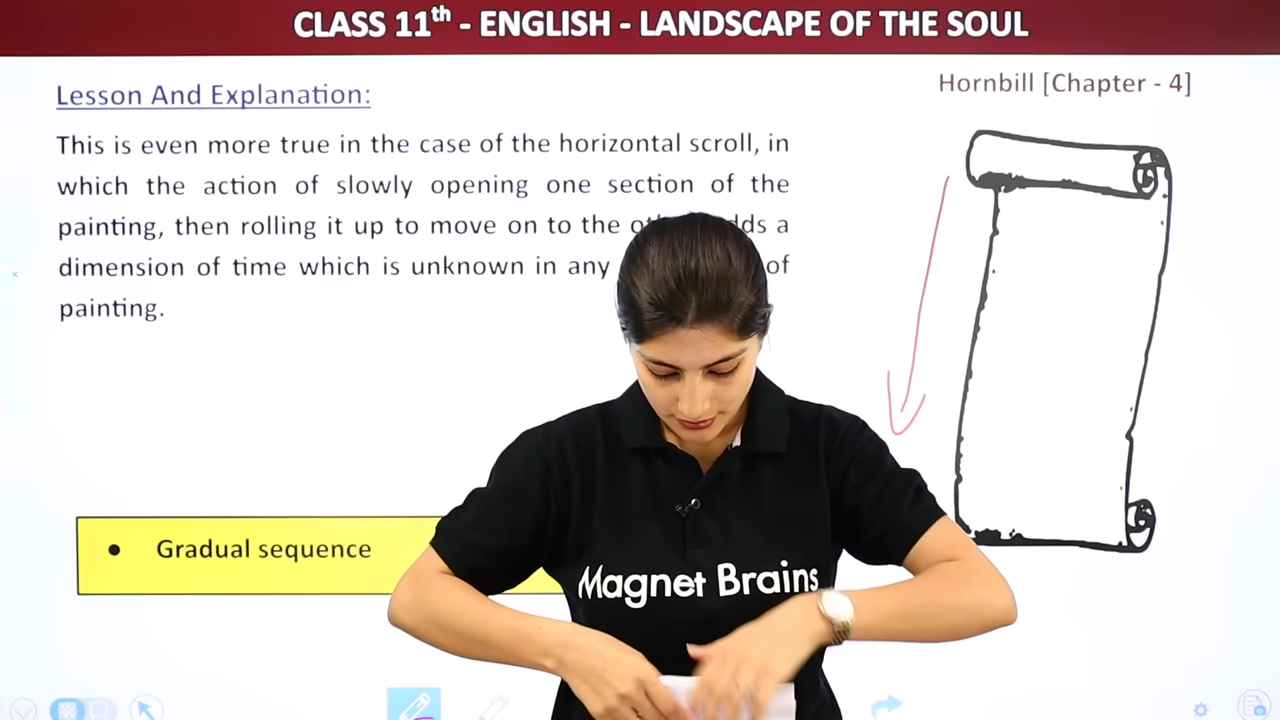 CLASS 11th - ENGLISH - LANDSCAPE OF THE SOUL
Hornbill [Chapter - 4]
Lesson And Explanation:
This is even more true in the case of the horizontal scroll, in
which the action of slowly opening one section of the
painting, then rolling it up to move on to the a
dimension of time which is unknown in any of
painting.
● Gradual sequence
Magnet Brains